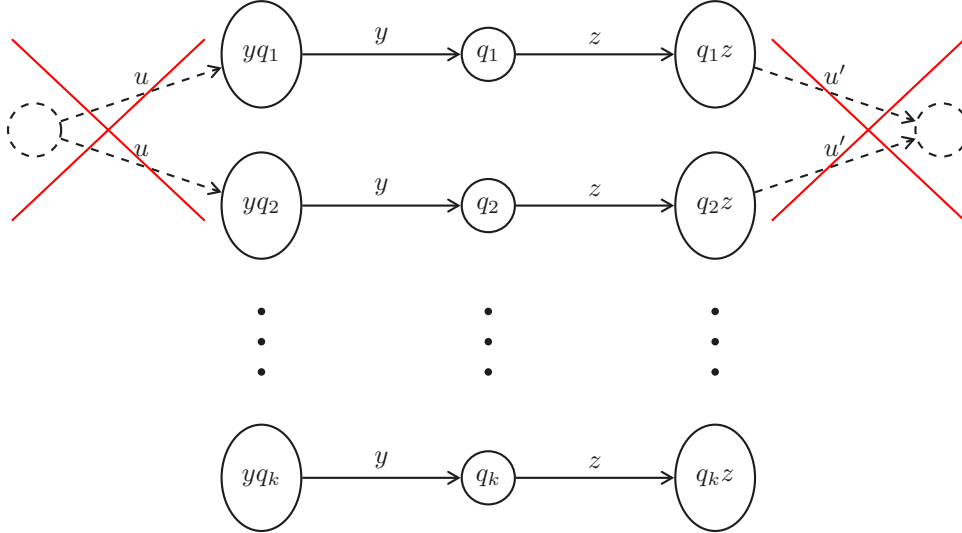 y z
yq₁ q₁ q₁z
u u'
u u'
y z
yq₂ q₂ q₂z
y z
yqₖ qₖ qₖz